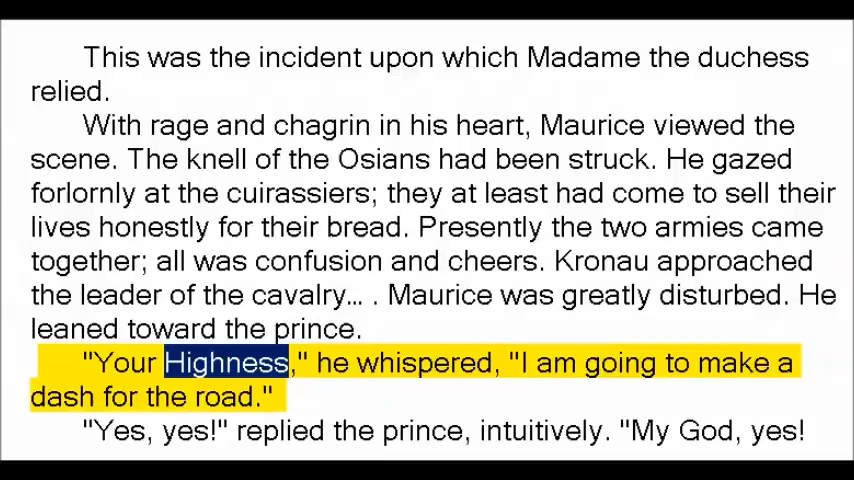 This was the incident upon which Madame the duchess
relied.
With rage and chagrin in his heart, Maurice viewed the
scene. The knell of the Osians had been struck. He gazed
forlornly at the cuirassiers; they at least had come to sell their
lives honestly for their bread. Presently the two armies came
together; all was confusion and cheers. Kronau approached
the leader of the cavalry... . Maurice was greatly disturbed. He
leaned toward the prince.
"Your Highness," he whispered, "I am going to make a
dash for the road."
"Yes, yes!" replied the prince, intuitively. "My God, yes!